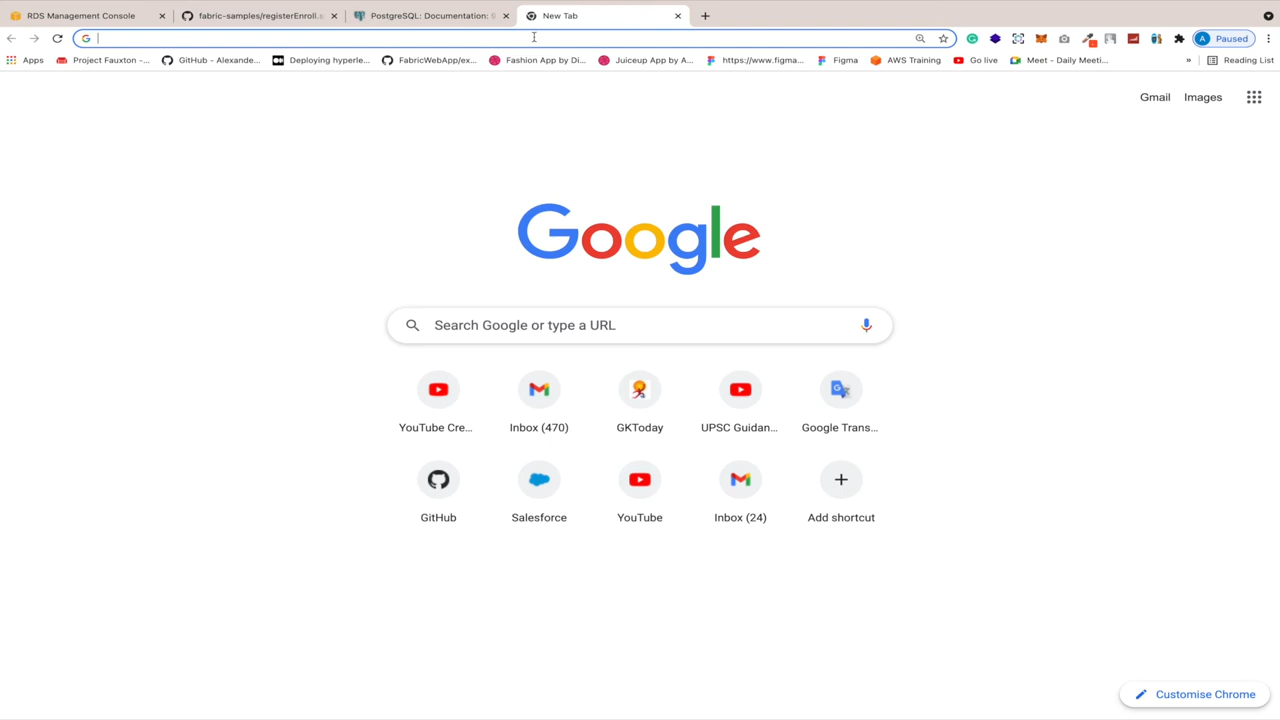 RDS Management Console
fabric-samples/registerEnroll.s
PostgreSQL: Documentation: 9
New Tab
Paused
Apps
Project Fauxton -...
GitHub - Alexande...
Deploying hyperle...
FabricWebApp/ex...
Fashion App by Di...
Juiceup App by A...
https://www.figma...
Figma
AWS Training
Go live
Meet - Daily Meeti...
»
Reading List
Gmail
Images
Google
Search Google or type a URL
YouTube Cre...
Inbox (470)
GKToday
UPSC Guidan...
Google Trans...
GitHub
Salesforce
YouTube
Inbox (24)
Add shortcut
Customise Chrome